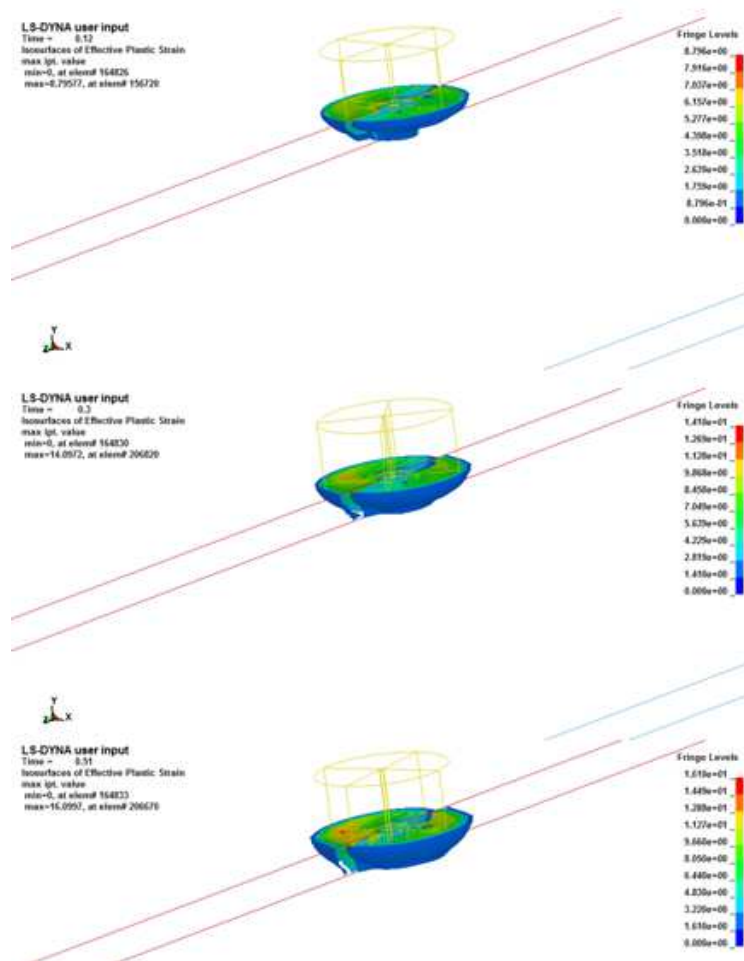 LS-DYNA user input
Time = 0.12
Isosurfaces of Effective Plastic Strain
max ipt. value
min=0, at elem# 164826
max=8.79577, at elem# 156720
Fringe Levels
8.796e+00
7.916e+00
7.037e+00
6.157e+00
5.277e+00
4.398e+00
3.518e+00
2.639e+00
1.759e+00
8.796e-01
0.000e+00
Y
Z X
LS-DYNA user input
Time = 0.3
Isosurfaces of Effective Plastic Strain
max ipt. value
min=0, at elem# 164830
max=14.0972, at elem# 206820
Fringe Levels
1.410e+01
1.269e+01
1.128e+01
9.868e+00
8.458e+00
7.049e+00
5.639e+00
4.229e+00
2.819e+00
1.410e+00
0.000e+00
Y
Z X
LS-DYNA user input
Time = 0.51
Isosurfaces of Effective Plastic Strain
max ipt. value
min=0, at elem# 164833
max=16.0997, at elem# 206670
Fringe Levels
1.610e+01
1.449e+01
1.288e+01
1.127e+01
9.660e+00
8.050e+00
6.440e+00
4.830e+00
3.220e+00
1.610e+00
0.000e+00